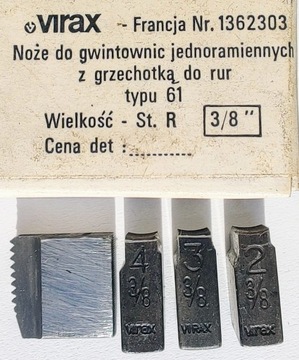 virax - Francja Nr. 1362303
Noże do gwintownic jednoramiennych
z grzechotką do rur
typu 61
Wielkość - St. R 3/8"
Cena det :............
4 3 2
3/8 3/8 3/8
virax virax virax